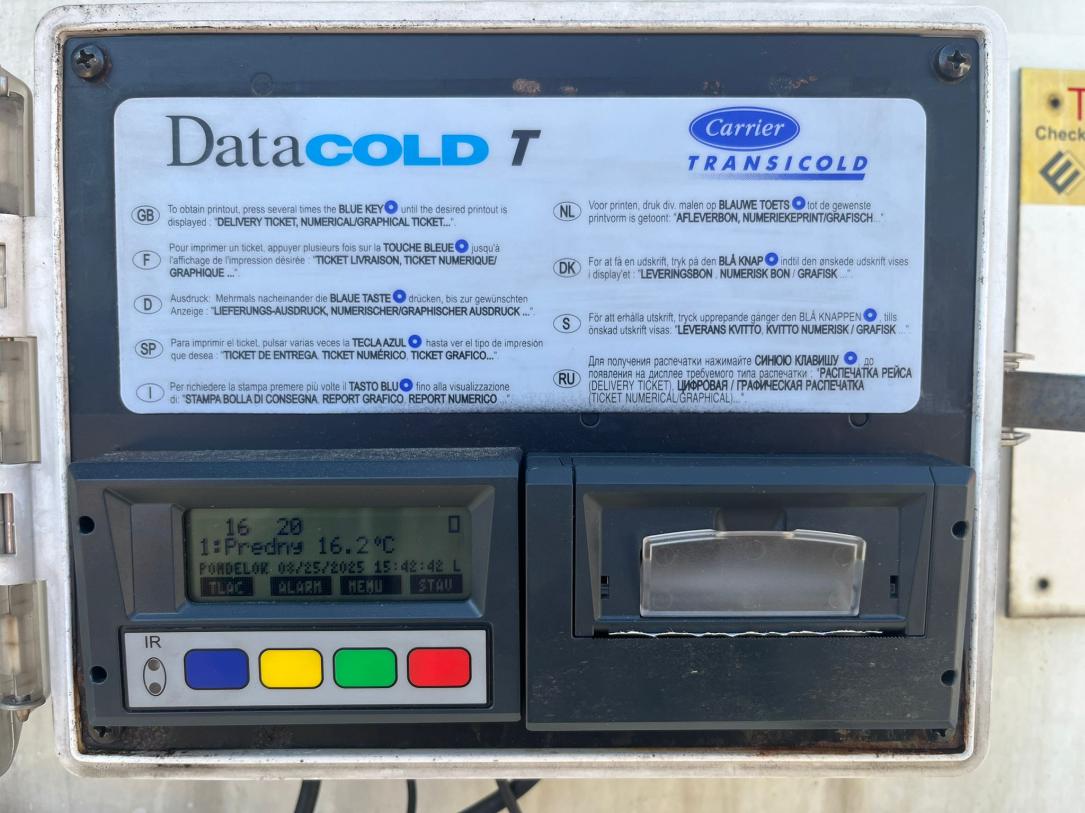 DataCOLD T
Carrier
TRANSICOLD
GB
To obtain printout, press several times the BLUE KEY until the desired printout is
displayed : "DELIVERY TICKET, NUMERICAL/GRAPHICAL TICKET...".
F
Pour imprimer un ticket, appuyer plusieurs fois sur la TOUCHE BLEUE jusqu'à
l'affichage de l'impression désirée : "TICKET LIVRAISON, TICKET NUMERIQUE/
GRAPHIQUE ...".
D
Ausdruck: Mehrmals nacheinander die BLAUE TASTE drücken, bis zur gewünschten
Anzeige : "LIEFERUNGS-AUSDRUCK, NUMERISCHER/GRAPHISCHER AUSDRUCK ...".
SP
Para imprimir el ticket, pulsar varias veces la TECLA AZUL hasta ver el tipo de impresión
que desea : "TICKET DE ENTREGA, TICKET NUMÉRICO, TICKET GRAFICO..."
I
Per richiedere la stampa premere più volte il TASTO BLU fino alla visualizzazione
di: "STAMPA BOLLA DI CONSEGNA, REPORT GRAFICO, REPORT NUMERICO ..."
NL
Voor printen, druk div. malen op BLAUWE TOETS tot de gewenste
printvorm is getoont: "AFLEVERBON, NUMERIEKEPRINT/GRAFISCH..."
DK
For at få en udskrift, tryk på den BLÅ KNAP indtil den ønskede udskrift vises
i display'et : "LEVERINGSBON , NUMERISK BON / GRAFISK ...".
S
För att erhålla utskrift, tryck upprepande gånger den BLÅ KNAPPEN , tills
önskad utskrift visas: "LEVERANS KVITTO, KVITTO NUMERISK / GRAFISK ...".
RU
Для получения распечатки нажимайте СИНЮЮ КЛАВИШУ до
появления на дисплее требуемого типа распечатки : "РАСПЕЧАТКА РЕЙСА
(DELIVERY TICKET), ЦИФРОВАЯ / ГРАФИЧЕСКАЯ РАСПЕЧАТКА
(TICKET NUMERICAL/GRAPHICAL)..."
16 20
1:Predny 16.2°C
PONDELOK 08/25/2025 15:42:42 L
TLAC ALARM MENU STAV
IR
T
Check